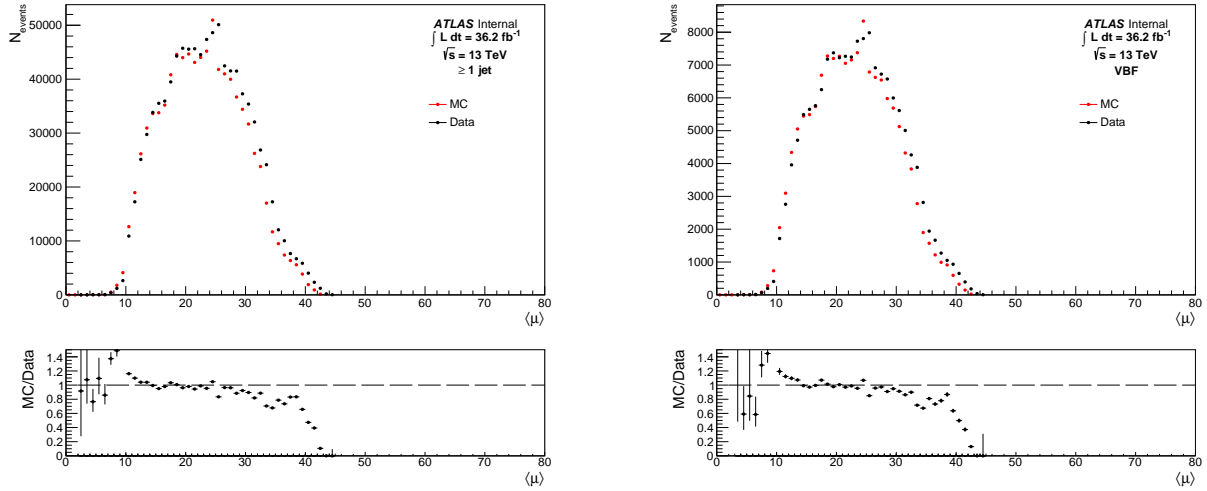 N_events
50000
40000
30000
20000
10000
0
ATLAS Internal
∫ L dt = 36.2 fb⁻¹
√s = 13 TeV
≥ 1 jet
MC
Data
0 10 20 30 40 50 60 70 80
⟨μ⟩
MC/Data
1.4
1.2
1
0.8
0.6
0.4
0.2
0
0 10 20 30 40 50 60 70 80
⟨μ⟩
N_events
8000
7000
6000
5000
4000
3000
2000
1000
0
ATLAS Internal
∫ L dt = 36.2 fb⁻¹
√s = 13 TeV
VBF
MC
Data
0 10 20 30 40 50 60 70 80
⟨μ⟩
MC/Data
1.4
1.2
1
0.8
0.6
0.4
0.2
0
0 10 20 30 40 50 60 70 80
⟨μ⟩